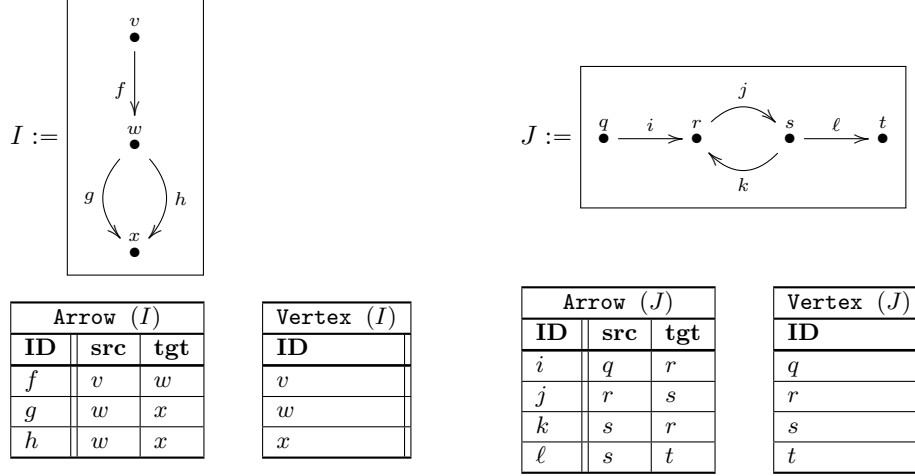 I :=
v
f
w
g h
x
J :=
q i r j s ℓ t
k
Arrow (I)
ID src tgt
f v w
g w x
h w x
Vertex (I)
ID
v
w
x
Arrow (J)
ID src tgt
i q r
j r s
k s r
ℓ s t
Vertex (J)
ID
q
r
s
t